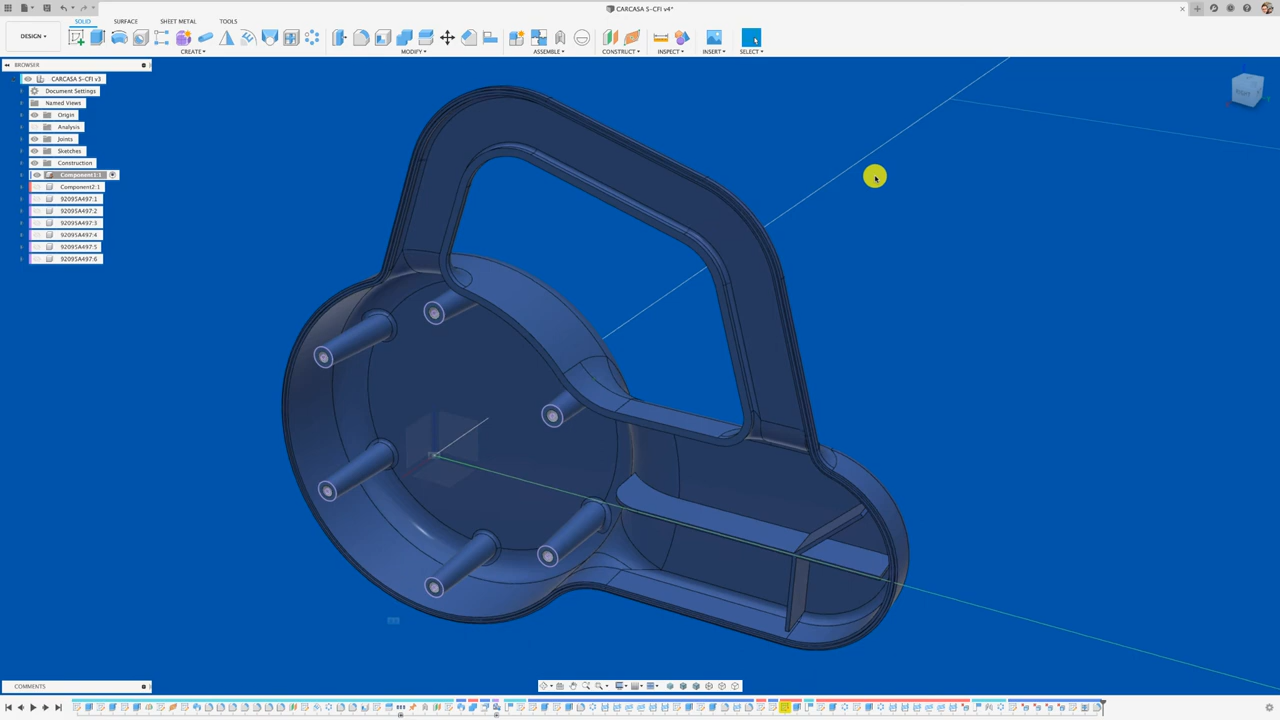 CARCASA S-CFI v4*
SOLID SURFACE SHEET METAL TOOLS
DESIGN
CREATE MODIFY ASSEMBLE CONSTRUCT INSPECT INSERT SELECT
BROWSER
CARCASA S-CFI v3
Document Settings
Named Views
Origin
Analysis
Joints
Sketches
Construction
Component1:1
Component2:1
92095A497:1
92095A497:2
92095A497:3
92095A497:4
92095A497:5
92095A497:6
RIGHT
COMMENTS